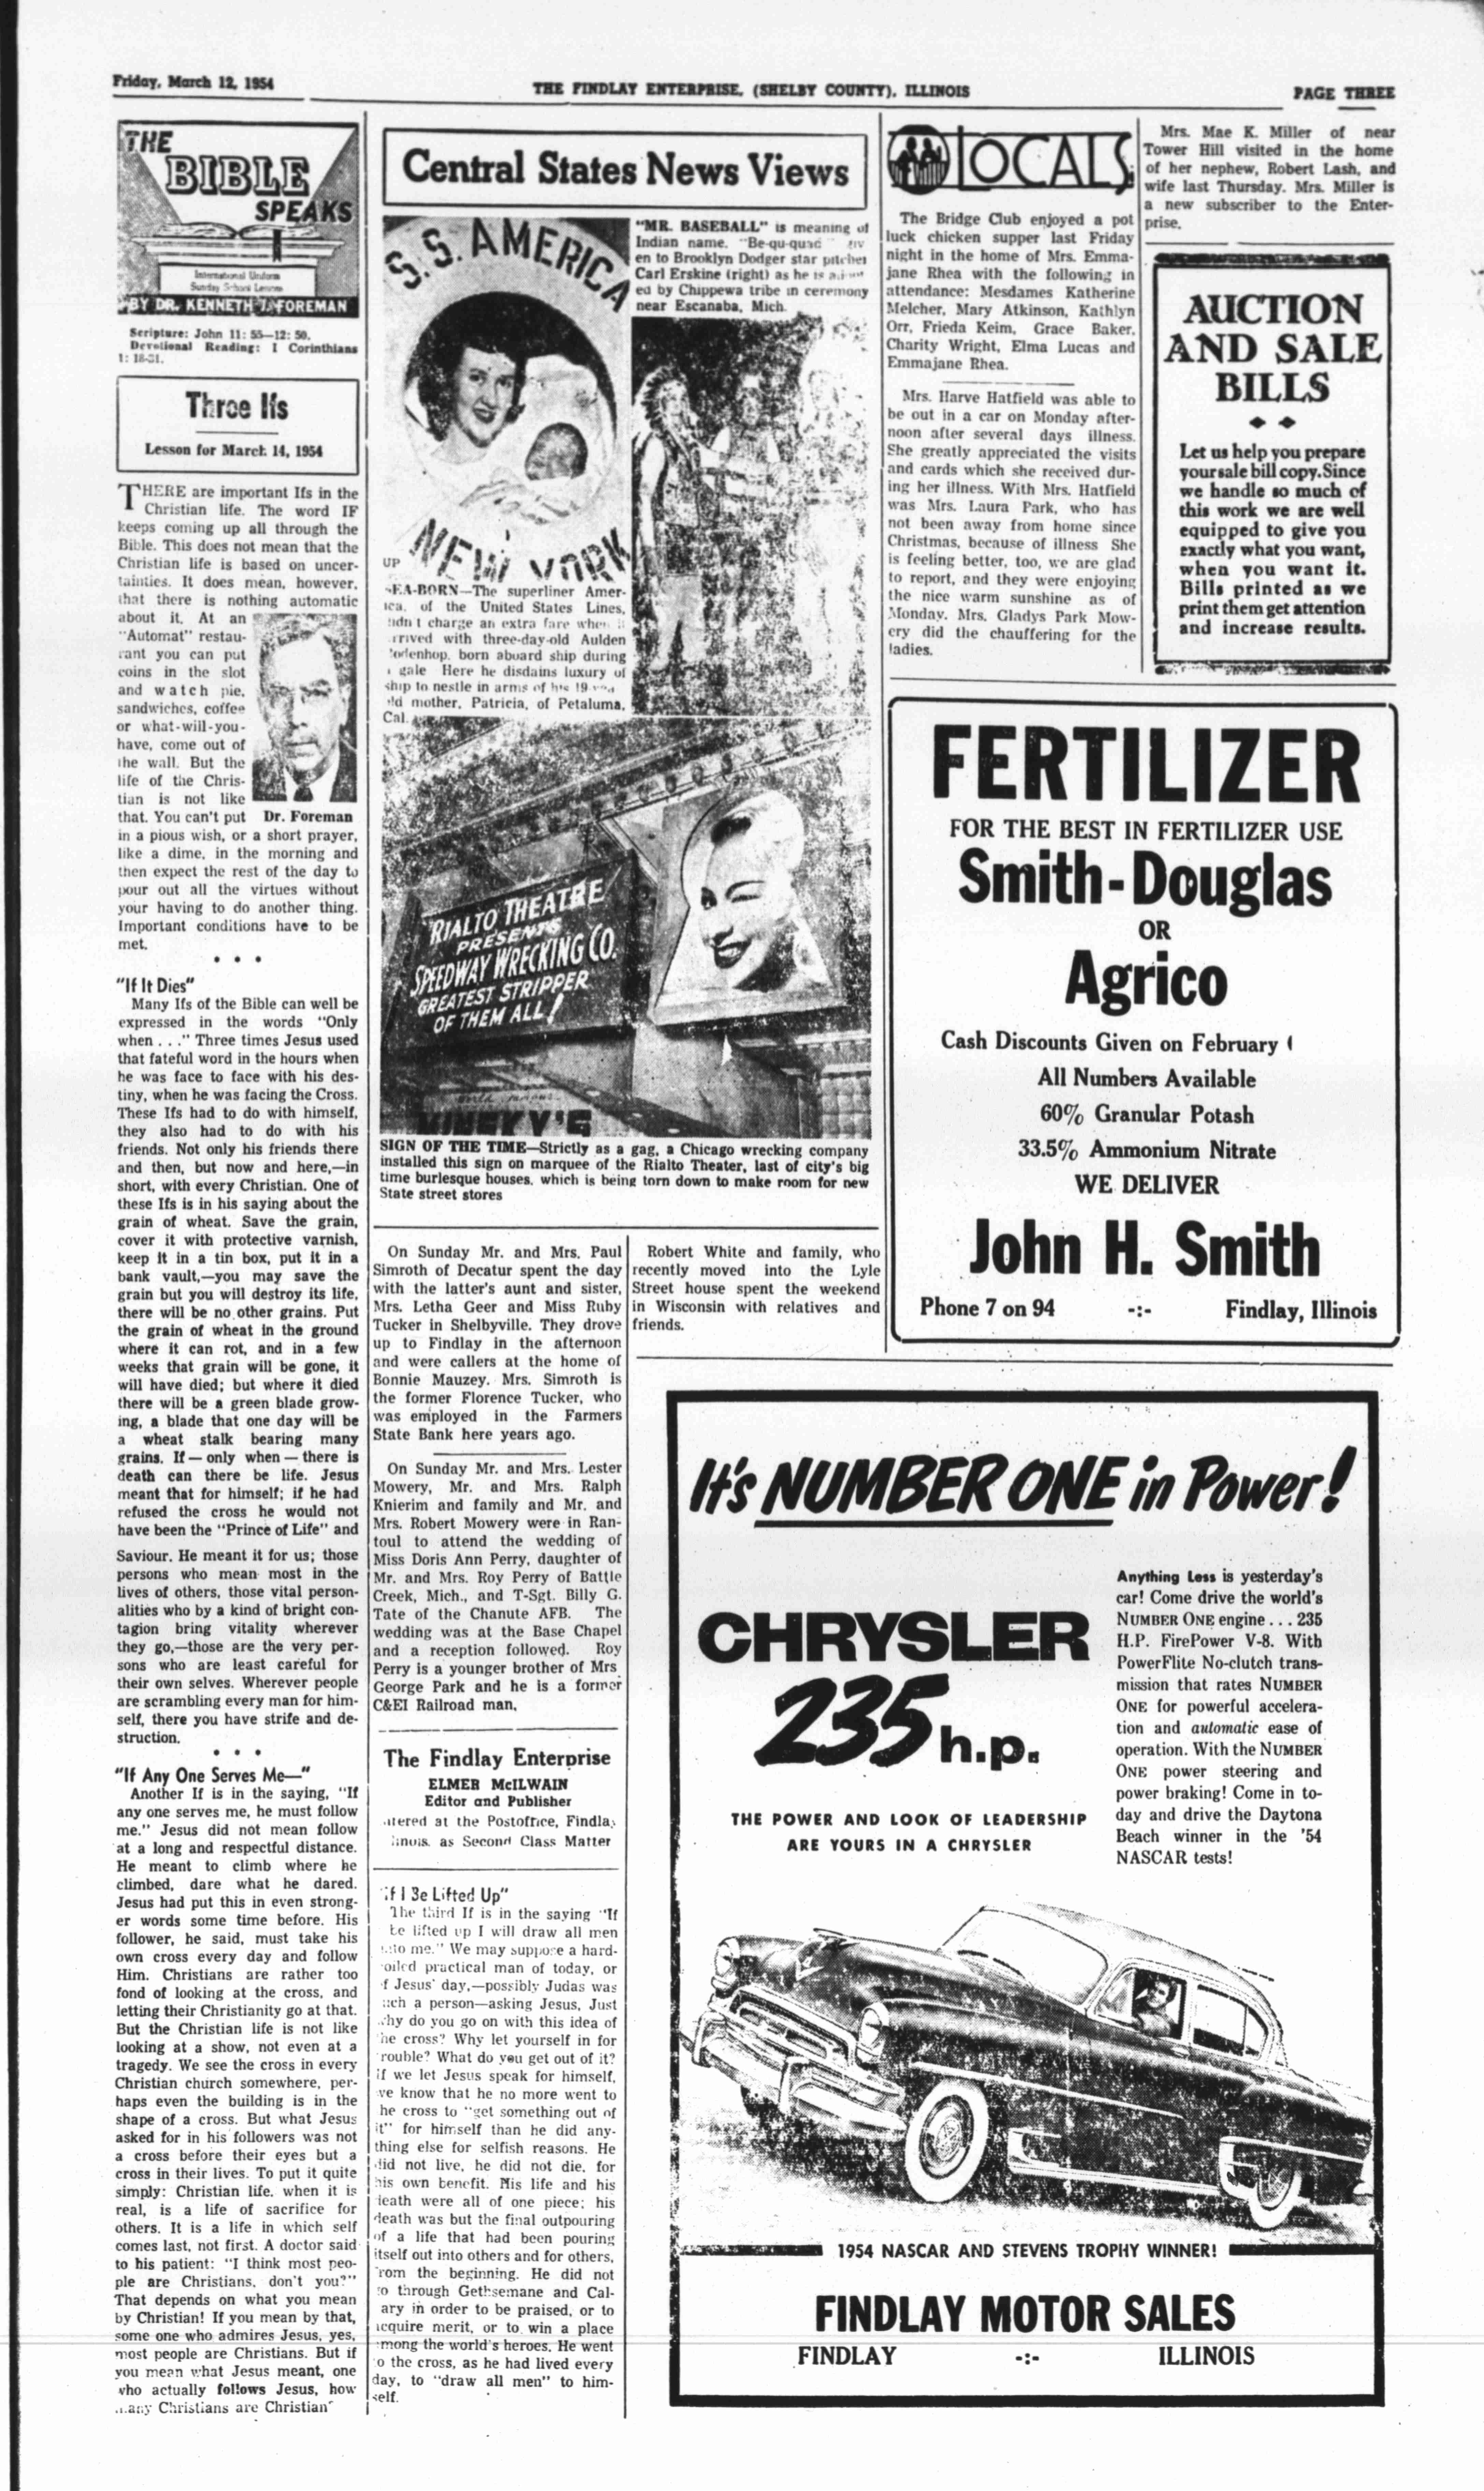 Friday, March 12, 1954
THE FINDLAY ENTERPRISE, (SHELBY COUNTY), ILLINOIS
PAGE THREE
THE
BIBLE
SPEAKS
International Uniform
Sunday School Lessons
BY DR. KENNETH J. FOREMAN
Scripture: John 11: 55—12: 50.
Devotional Reading: I Corinthians
1: 18-31.
Three Ifs
Lesson for March 14, 1954
THERE are important Ifs in the
Christian life. The word IF
keeps coming up all through the
Bible. This does not mean that the
Christian life is based on uncer-
tainties. It does mean, however,
that there is nothing automatic
about it. At an
"Automat" restau-
rant you can put
coins in the slot
and watch pie,
sandwiches, coffee
or what-will-you-
have, come out of
the wall. But the
life of the Chris-
tian is not like
that. You can't put
Dr. Foreman
in a pious wish, or a short prayer,
like a dime, in the morning and
then expect the rest of the day to
pour out all the virtues without
your having to do another thing.
Important conditions have to be
met.
• • •
"If It Dies"
Many Ifs of the Bible can well be
expressed in the words "Only
when . . ." Three times Jesus used
that fateful word in the hours when
he was face to face with his des-
tiny, when he was facing the Cross.
These Ifs had to do with himself,
they also had to do with his
friends. Not only his friends there
and then, but now and here,—in
short, with every Christian. One of
these Ifs is in his saying about the
grain of wheat. Save the grain,
cover it with protective varnish,
keep it in a tin box, put it in a
bank vault,—you may save the
grain but you will destroy its life,
there will be no other grains. Put
the grain of wheat in the ground
where it can rot, and in a few
weeks that grain will be gone, it
will have died; but where it died
there will be a green blade grow-
ing, a blade that one day will be
a wheat stalk bearing many
grains. If — only when — there is
death can there be life. Jesus
meant that for himself; if he had
refused the cross he would not
have been the "Prince of Life" and
Saviour. He meant it for us; those
persons who mean most in the
lives of others, those vital person-
alities who by a kind of bright con-
tagion bring vitality wherever
they go,—those are the very per-
sons who are least careful for
their own selves. Wherever people
are scrambling every man for him-
self, there you have strife and de-
struction.
• • •
"If Any One Serves Me—"
Another If is in the saying, "If
any one serves me, he must follow
me." Jesus did not mean follow
at a long and respectful distance.
He meant to climb where he
climbed, dare what he dared.
Jesus had put this in even strong-
er words some time before. His
follower, he said, must take his
own cross every day and follow
Him. Christians are rather too
fond of looking at the cross, and
letting their Christianity go at that.
But the Christian life is not like
looking at a show, not even at a
tragedy. We see the cross in every
Christian church somewhere, per-
haps even the building is in the
shape of a cross. But what Jesus
asked for in his followers was not
a cross before their eyes but a
cross in their lives. To put it quite
simply: Christian life, when it is
real, is a life of sacrifice for
others. It is a life in which self
comes last, not first. A doctor said
to his patient: "I think most peo-
ple are Christians, don't you?"
That depends on what you mean
by Christian! If you mean by that,
some one who admires Jesus, yes,
most people are Christians. But if
you mean what Jesus meant, one
who actually follows Jesus, how
many Christians are Christian
Central States News Views
S.S. AMERICA
NEW YORK
UP
EA-BORN—The superliner Amer-
ica, of the United States Lines,
didn't charge an extra fare when it
arrived with three-day-old Aulden
Todenhop, born aboard ship during
a gale Here he disdains luxury of
ship to nestle in arms of his 19
old mother, Patricia, of Petaluma,
Cal.
"MR. BASEBALL" is meaning of
Indian name, "Be-qu-quad" giv
en to Brooklyn Dodger star pitcher
Carl Erskine (right) as he is adopt
ed by Chippewa tribe in ceremony
near Escanaba, Mich.
RIALTO THEATRE
PRESENTS
SPEEDWAY WRECKING CO.
GREATEST STRIPPER
OF THEM ALL!
SIGN OF THE TIME—Strictly as a gag, a Chicago wrecking company
installed this sign on marquee of the Rialto Theater, last of city's big
time burlesque houses, which is being torn down to make room for new
State street stores
On Sunday Mr. and Mrs. Paul
Simroth of Decatur spent the day
with the latter's aunt and sister,
Mrs. Letha Geer and Miss Ruby
Tucker in Shelbyville. They drove
up to Findlay in the afternoon
and were callers at the home of
Bonnie Mauzey. Mrs. Simroth is
the former Florence Tucker, who
was employed in the Farmers
State Bank here years ago.
On Sunday Mr. and Mrs. Lester
Mowery, Mr. and Mrs. Ralph
Knierim and family and Mr. and
Mrs. Robert Mowery were in Ran-
toul to attend the wedding of
Miss Doris Ann Perry, daughter of
Mr. and Mrs. Roy Perry of Battle
Creek, Mich., and T-Sgt. Billy G.
Tate of the Chanute AFB. The
wedding was at the Base Chapel
and a reception followed. Roy
Perry is a younger brother of Mrs.
George Park and he is a former
C&EI Railroad man.
The Findlay Enterprise
ELMER McILWAIN
Editor and Publisher
ntered at the Postoffice, Findlay
linois, as Second Class Matter
"If I Be Lifted Up"
The third If is in the saying "If
be lifted up I will draw all men
unto me." We may suppose a hard-
oiled practical man of today, or
of Jesus' day,—possibly Judas was
such a person—asking Jesus, Just
why do you go on with this idea of
he cross? Why let yourself in for
rouble? What do you get out of it?
If we let Jesus speak for himself,
we know that he no more went to
he cross to "get something out of
it" for himself than he did any-
thing else for selfish reasons. He
did not live, he did not die, for
his own benefit. His life and his
death were all of one piece; his
death was but the final outpouring
of a life that had been pouring
itself out into others and for others,
from the beginning. He did not
go through Gethsemane and Cal-
ary in order to be praised, or to
acquire merit, or to win a place
among the world's heroes. He went
to the cross, as he had lived every
day, to "draw all men" to him-
self.
Robert White and family, who
recently moved into the Lyle
Street house spent the weekend
in Wisconsin with relatives and
friends.
LOCALS
The Bridge Club enjoyed a pot
luck chicken supper last Friday
night in the home of Mrs. Emma-
jane Rhea with the following in
attendance: Mesdames Katherine
Melcher, Mary Atkinson, Kathlyn
Orr, Frieda Keim, Grace Baker,
Charity Wright, Elma Lucas and
Emmajane Rhea.
Mrs. Harve Hatfield was able to
be out in a car on Monday after-
noon after several days illness.
She greatly appreciated the visits
and cards which she received dur-
ing her illness. With Mrs. Hatfield
was Mrs. Laura Park, who has
not been away from home since
Christmas, because of illness She
is feeling better, too, we are glad
to report, and they were enjoying
the nice warm sunshine as of
Monday. Mrs. Gladys Park Mow-
ery did the chauffering for the
ladies.
Mrs. Mae K. Miller of near
Tower Hill visited in the home
of her nephew, Robert Lash, and
wife last Thursday. Mrs. Miller is
a new subscriber to the Enter-
prise.
AUCTION
AND SALE
BILLS
Let us help you prepare
your sale bill copy. Since
we handle so much of
this work we are well
equipped to give you
exactly what you want,
when you want it.
Bills printed as we
print them get attention
and increase results.
FERTILIZER
FOR THE BEST IN FERTILIZER USE
Smith-Douglas
OR
Agrico
Cash Discounts Given on February
All Numbers Available
60% Granular Potash
33.5% Ammonium Nitrate
WE DELIVER
John H. Smith
Phone 7 on 94 -:- Findlay, Illinois
It's NUMBER ONE in Power!
CHRYSLER
235 h.p.
THE POWER AND LOOK OF LEADERSHIP
ARE YOURS IN A CHRYSLER
Anything Less is yesterday's
car! Come drive the world's
NUMBER ONE engine . . . 235
H.P. FirePower V-8. With
PowerFlite No-clutch trans-
mission that rates NUMBER
ONE for powerful accelera-
tion and automatic ease of
operation. With the NUMBER
ONE power steering and
power braking! Come in to-
day and drive the Daytona
Beach winner in the '54
NASCAR tests!
1954 NASCAR AND STEVENS TROPHY WINNER!
FINDLAY MOTOR SALES
FINDLAY -:- ILLINOIS